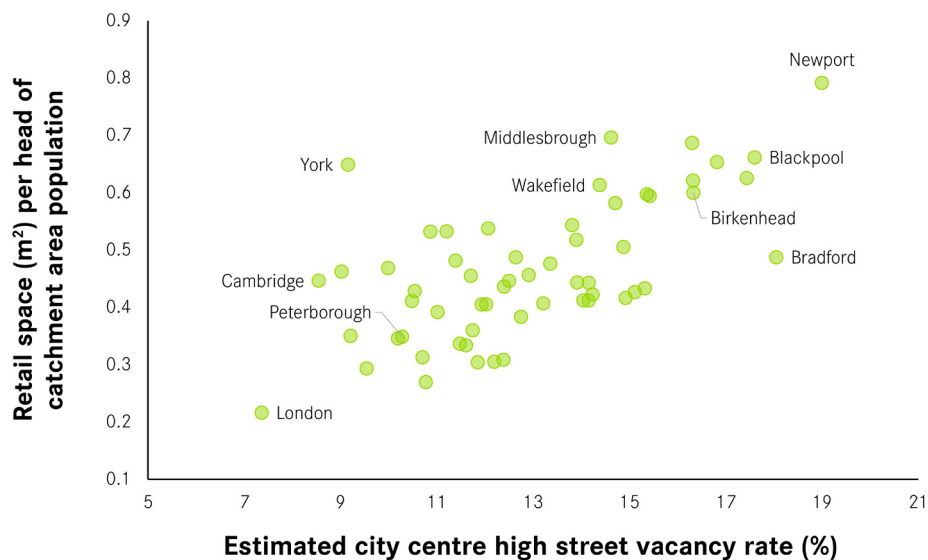 Retail space (m²) per head of
catchment area population
0.9
0.8
0.7
0.6
0.5
0.4
0.3
0.2
0.1
Newport
Middlesbrough
York
Blackpool
Wakefield
Birkenhead
Bradford
Cambridge
Peterborough
London
5
7
9
11
13
15
17
19
21
Estimated city centre high street vacancy rate (%)